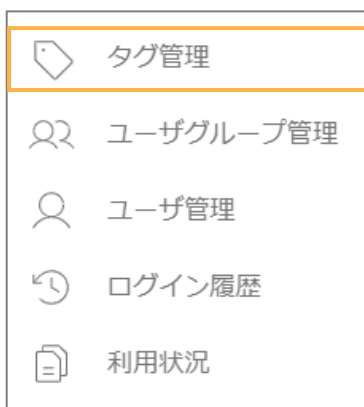 タグ管理
ユーザグループ管理
ユーザ管理
ログイン履歴
利用状況